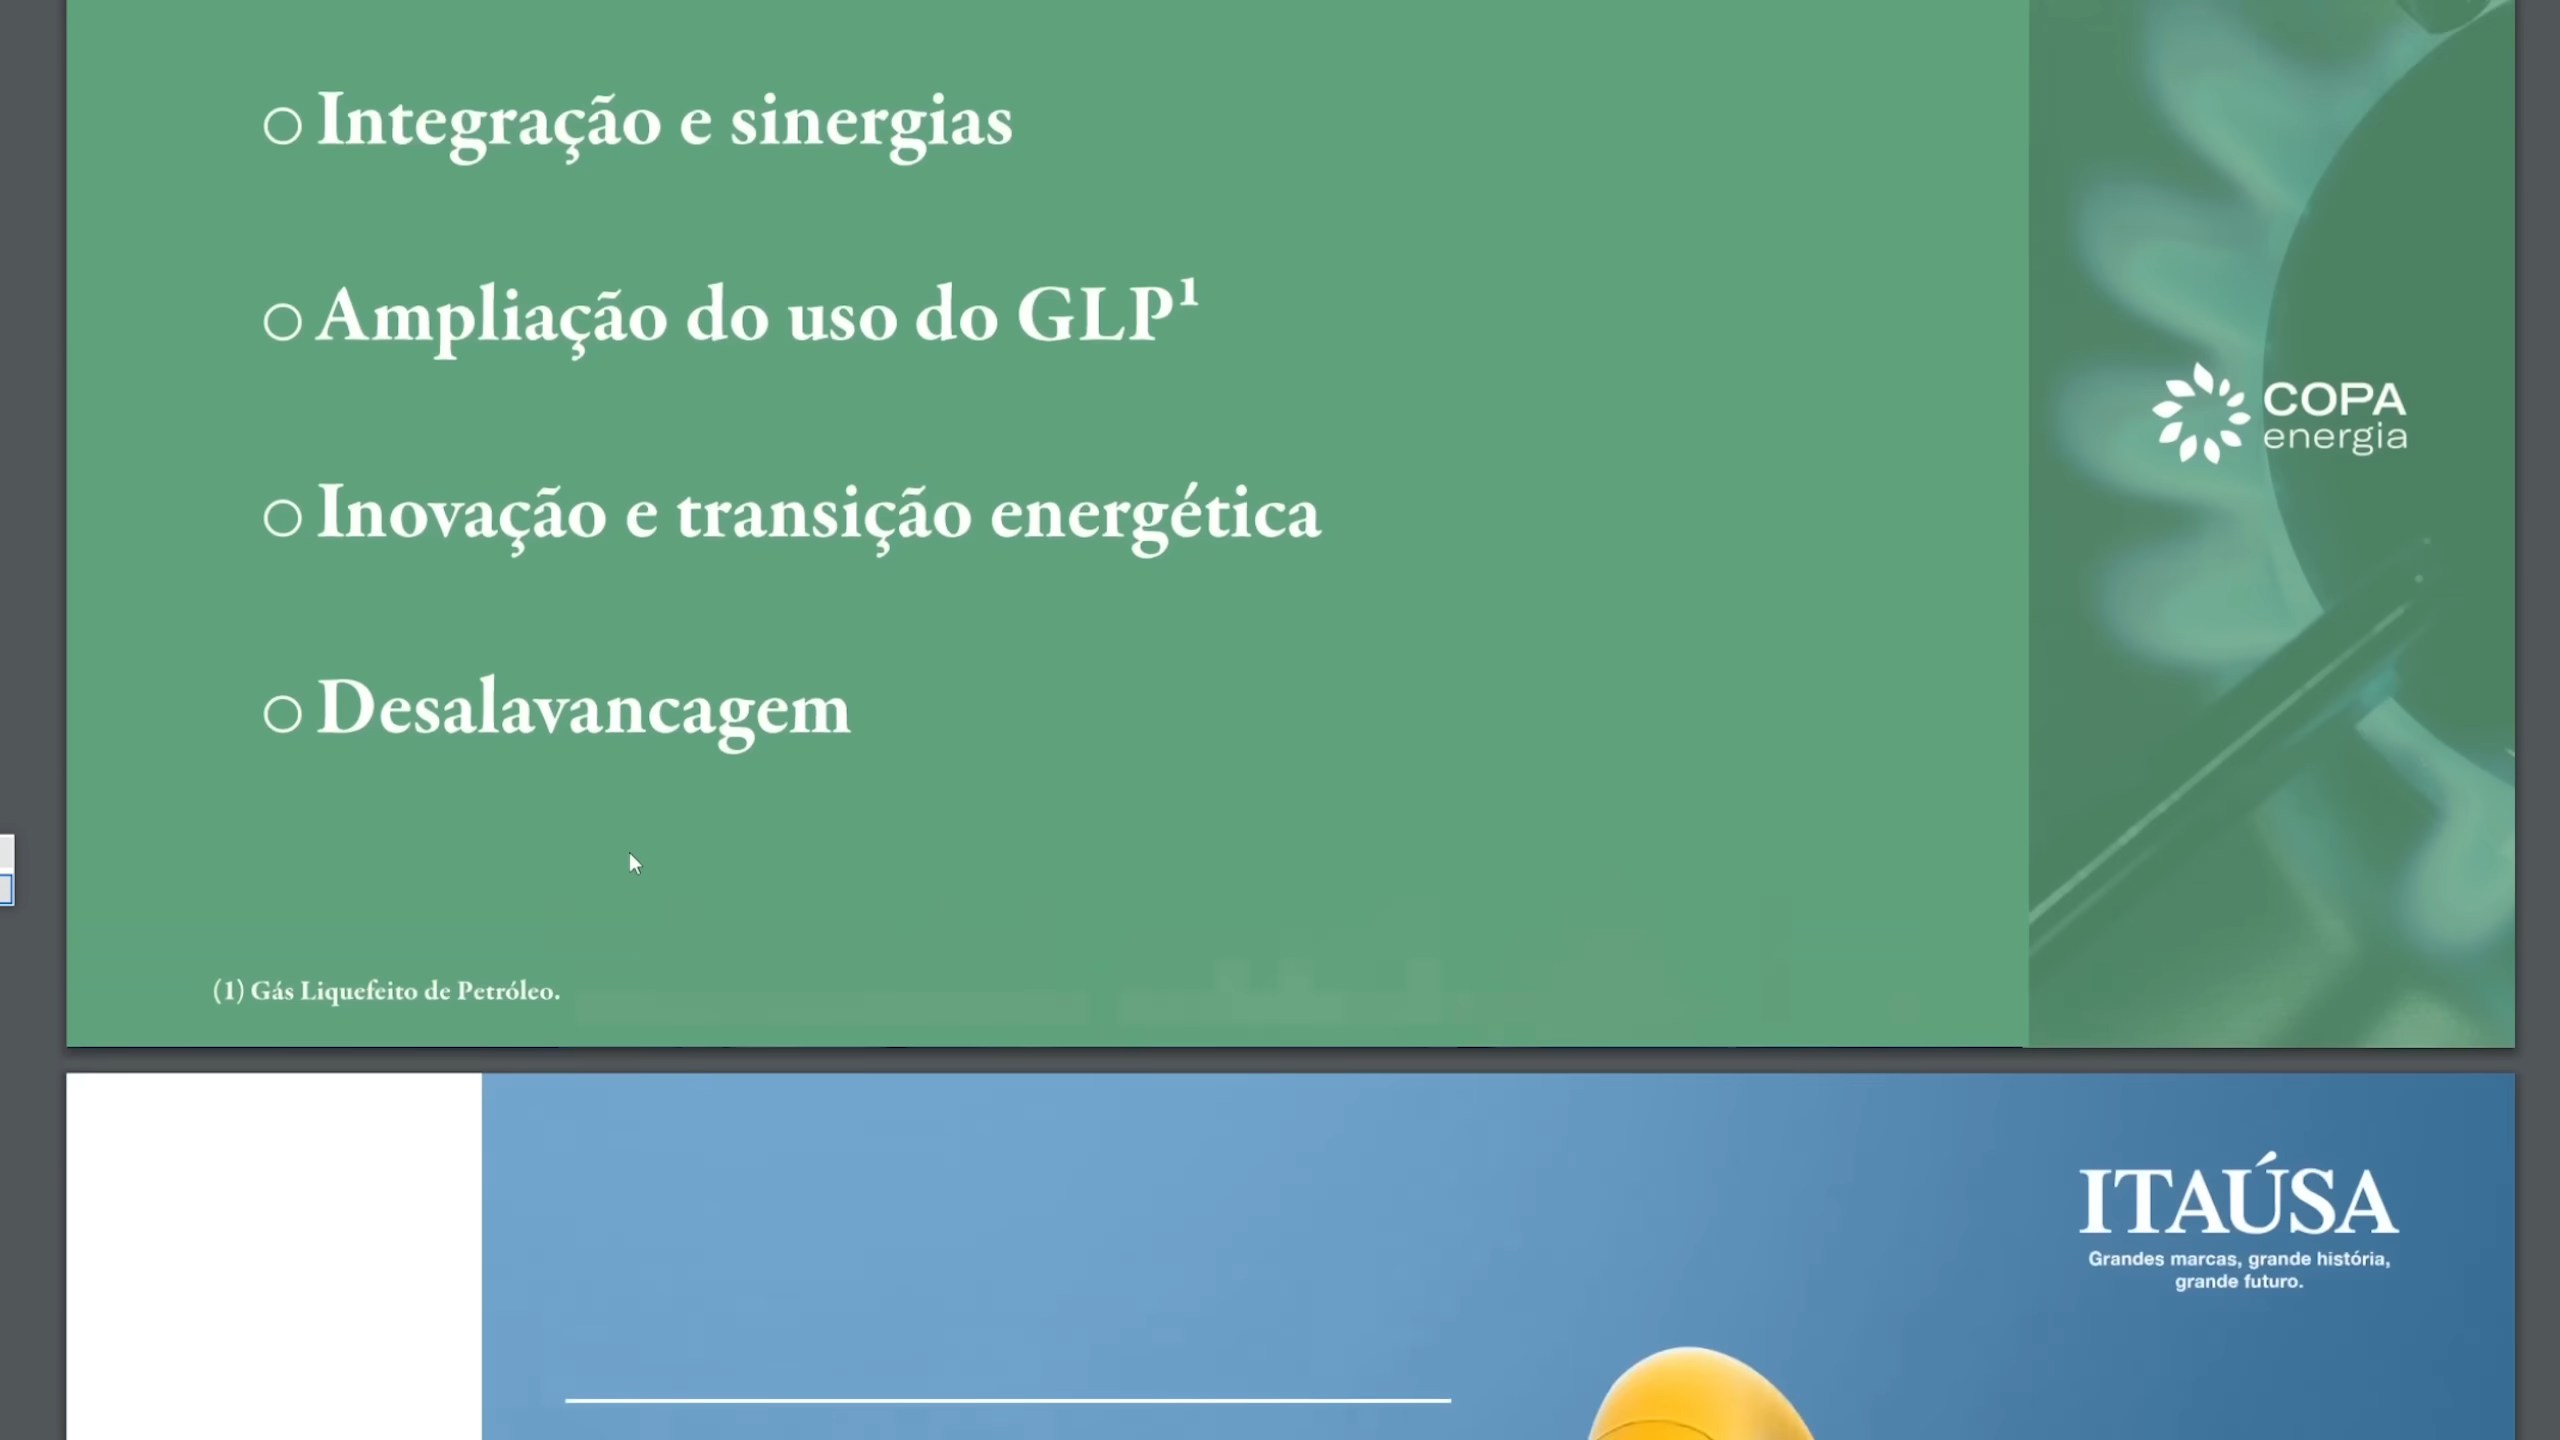 Integração e sinergias
Ampliação do uso do GLP¹
COPA
energia
Inovação e transição energética
Desalavancagem
(1) Gás Liquefeito de Petróleo.
ITAÚSA
Grandes marcas, grande história,
grande futuro.